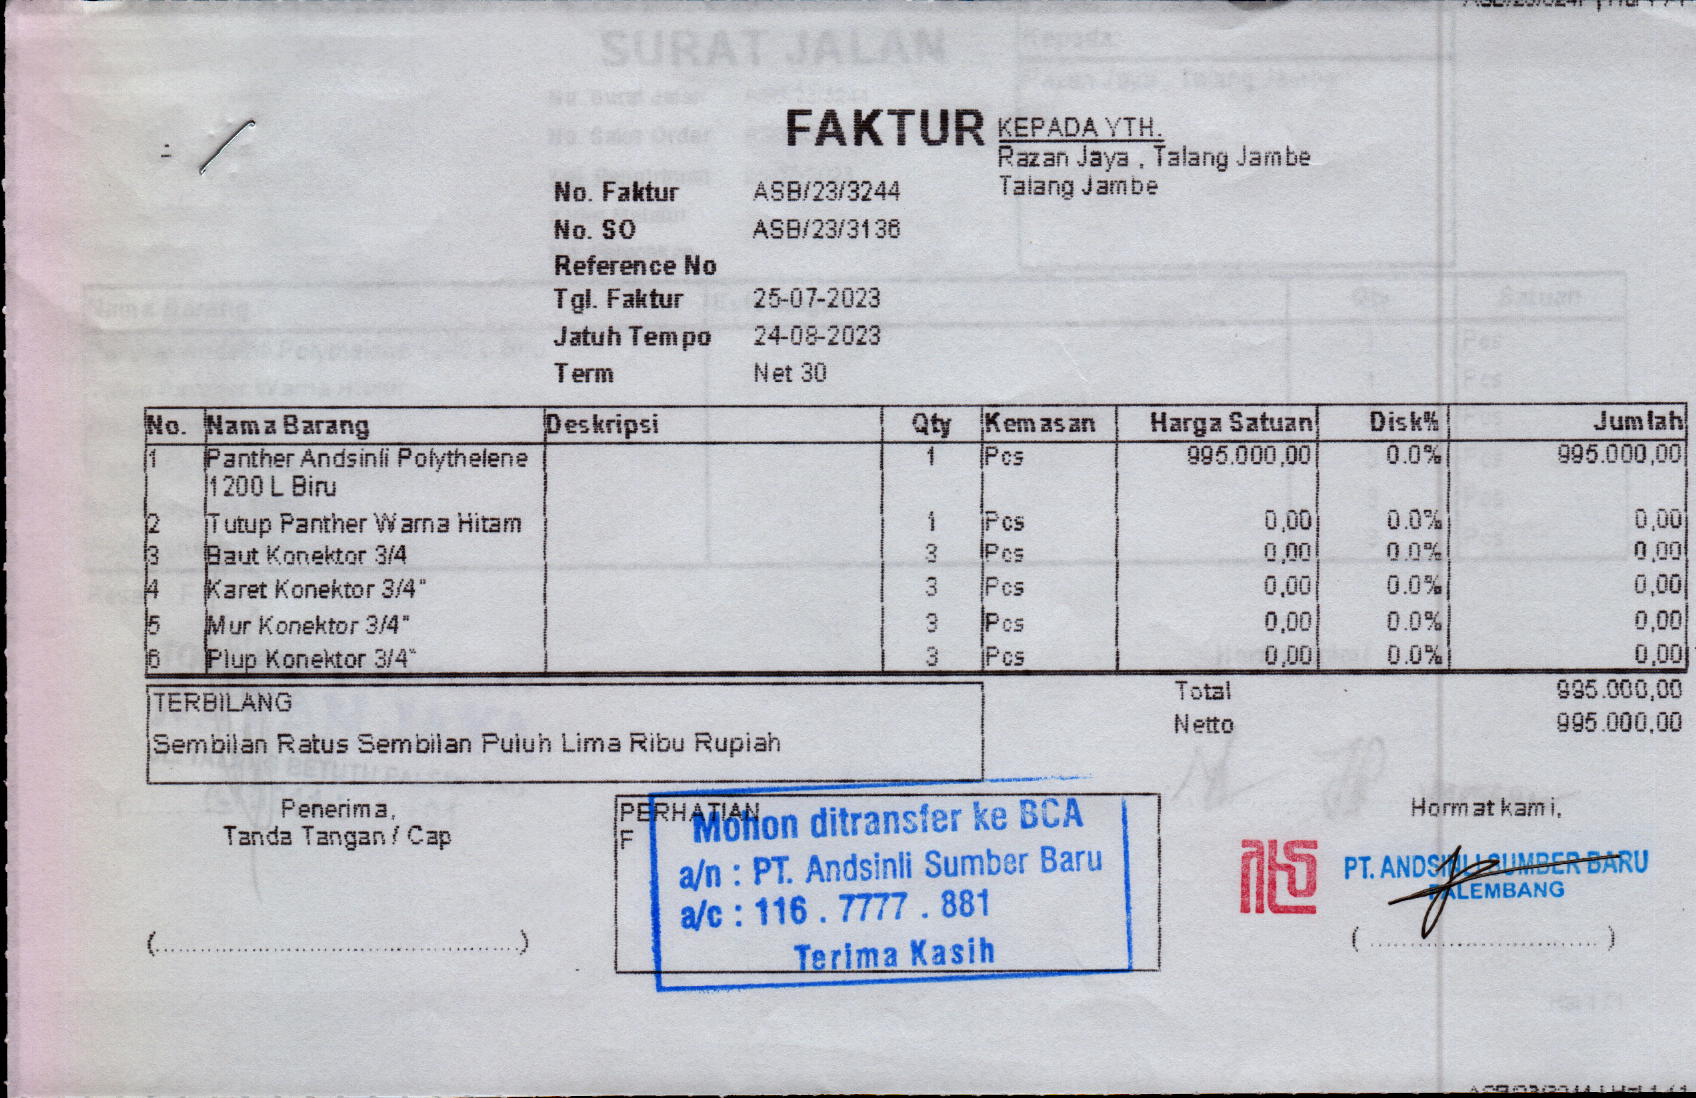 FAKTUR
KEPADA YTH.
Razan Jaya , Talang Jambe
Talang Jambe
No. Faktur ASB/23/3244
No. SO ASB/23/3136
Reference No
Tgl. Faktur 25-07-2023
Jatuh Tempo 24-08-2023
Term Net 30
No. Nama Barang Deskripsi Qty Kemasan Harga Satuan Disk% Jumlah
1 Panther Andsinli Polythelene 1 Pcs 995.000,00 0.0% 995.000,00
1200 L Biru
2 Tutup Panther Warna Hitam 1 Pcs 0,00 0.0% 0,00
3 Baut Konektor 3/4 3 Pcs 0,00 0.0% 0,00
4 Karet Konektor 3/4" 3 Pcs 0,00 0.0% 0,00
5 Mur Konektor 3/4" 3 Pcs 0,00 0.0% 0,00
6 Plup Konektor 3/4" 3 Pcs 0,00 0.0% 0,00
Total 995.000,00
Netto 995.000,00
TERBILANG
Sembilan Ratus Sembilan Puluh Lima Ribu Rupiah
Penerima,
Tanda Tangan / Cap
(........................................)
PERHATIAN
F
Mohon ditransfer ke BCA
a/n : PT. Andsinli Sumber Baru
a/c : 116 . 7777 . 881
Terima Kasih
Hormat kami,
PT. ANDSINLI SUMBER BARU
PALEMBANG
( .............................. )